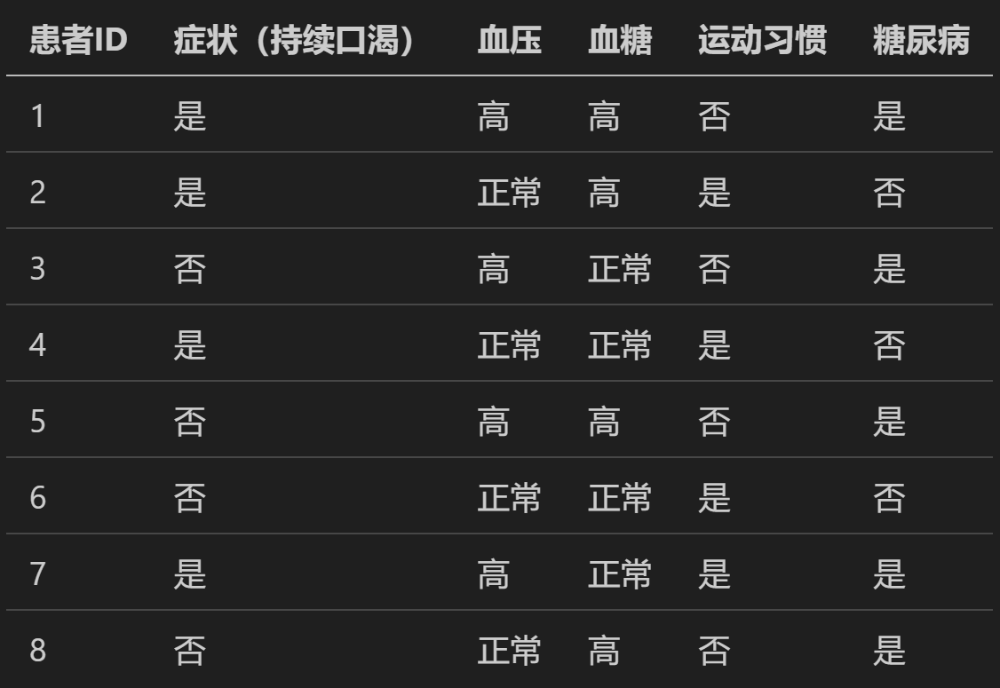 患者ID 症状（持续口渴） 血压 血糖 运动习惯 糖尿病
1 是 高 高 否 是
2 是 正常 高 是 否
3 否 高 正常 否 是
4 是 正常 正常 是 否
5 否 高 高 否 是
6 否 正常 正常 是 否
7 是 高 正常 是 是
8 否 正常 高 否 是